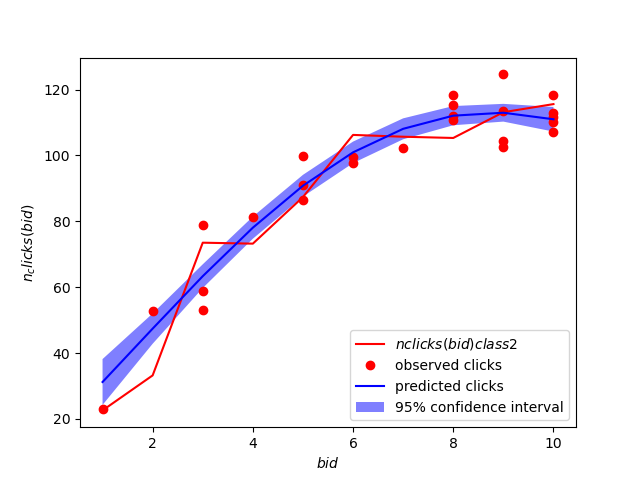 120
100
80
60
40
20
n_clicks(bid)
nclicks(bid)class2
observed clicks
predicted clicks
95% confidence interval
2 4 6 8 10
bid